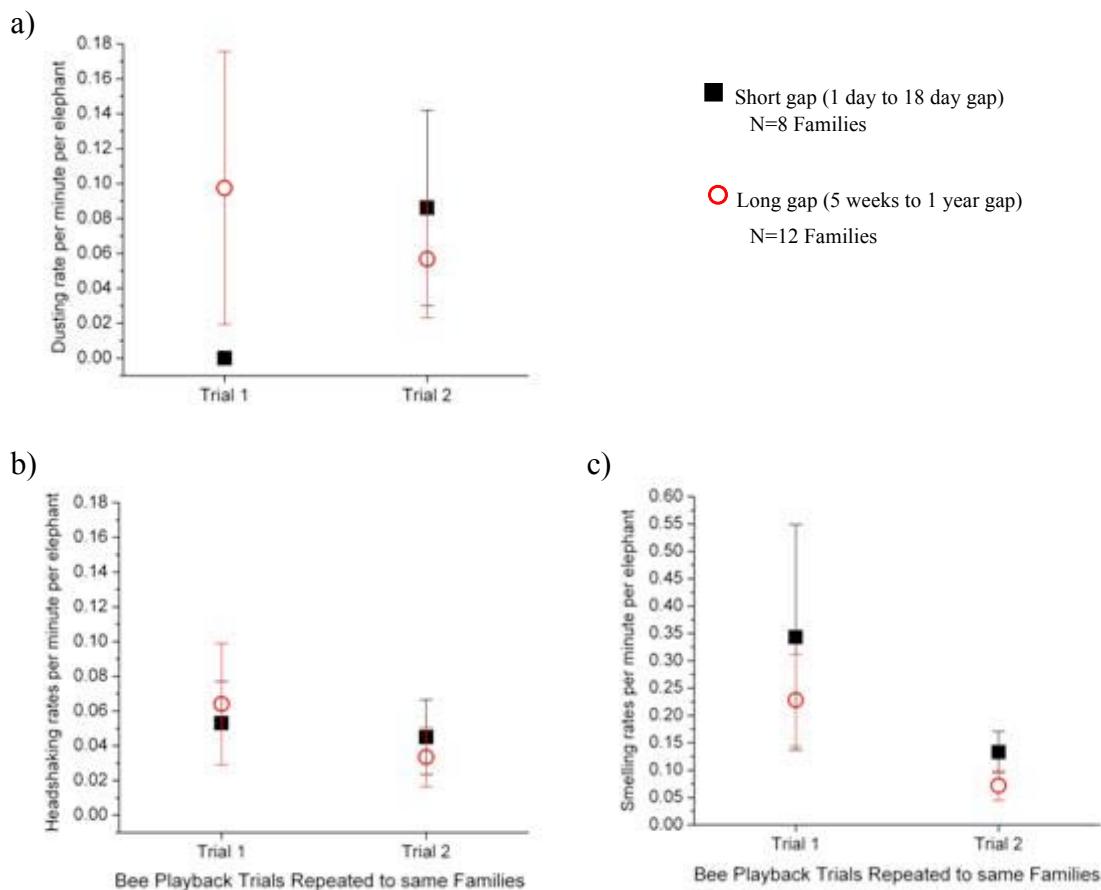 a)
Dusting rate per minute per elephant
0.18
0.16
0.14
0.12
0.10
0.08
0.06
0.04
0.02
0.00
Trial 1 Trial 2
Short gap (1 day to 18 day gap)
N=8 Families
Long gap (5 weeks to 1 year gap)
N=12 Families
b)
Headshaking rates per minute per elephant
0.18
0.16
0.14
0.12
0.10
0.08
0.06
0.04
0.02
0.00
Trial 1 Trial 2
Bee Playback Trials Repeated to same Families
c)
Smelling rates per minute per elephant
0.60
0.55
0.50
0.45
0.40
0.35
0.30
0.25
0.20
0.15
0.10
0.05
0.00
Trial 1 Trial 2
Bee Playback Trials Repeated to same Families